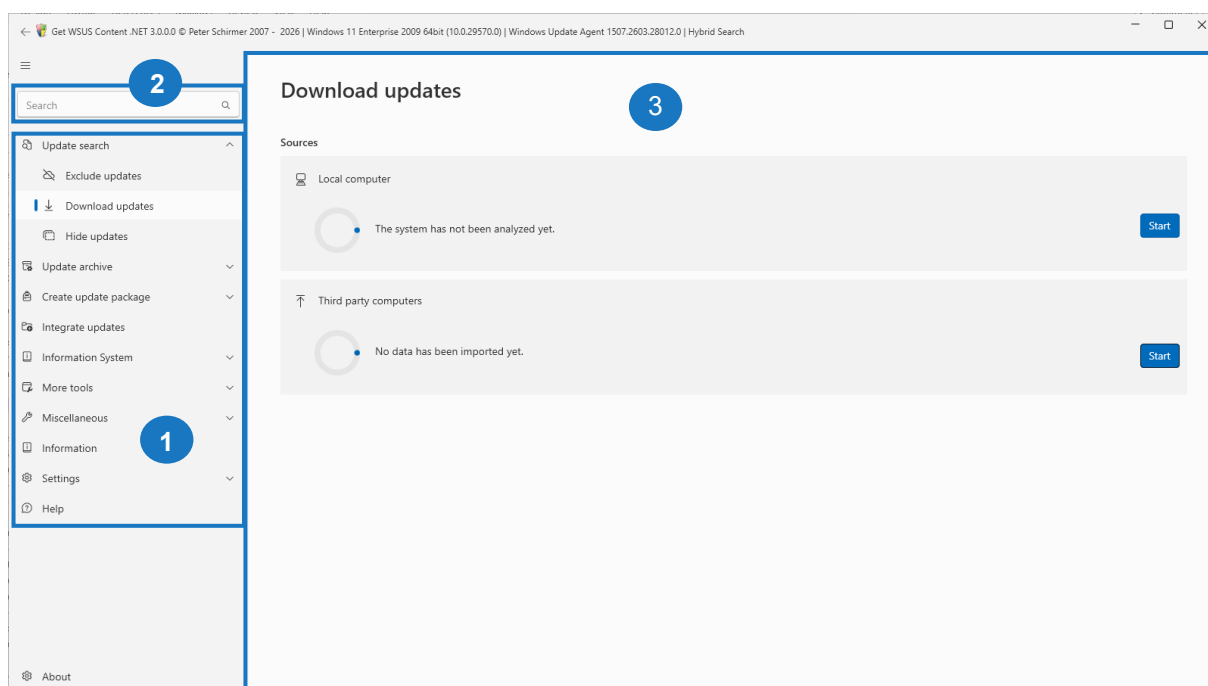 Get WSUS Content .NET 3.0.0.0 © Peter Schirmer 2007 - 2026 | Windows 11 Enterprise 2009 64bit (10.0.29570.0) | Windows Update Agent 1507.2603.28012.0 | Hybrid Search
2
Search
Update search
Exclude updates
Download updates
Hide updates
Update archive
Create update package
Integrate updates
Information System
More tools
Miscellaneous
1
Information
Settings
Help
About
Download updates
3
Sources
Local computer
The system has not been analyzed yet.
Start
Third party computers
No data has been imported yet.
Start